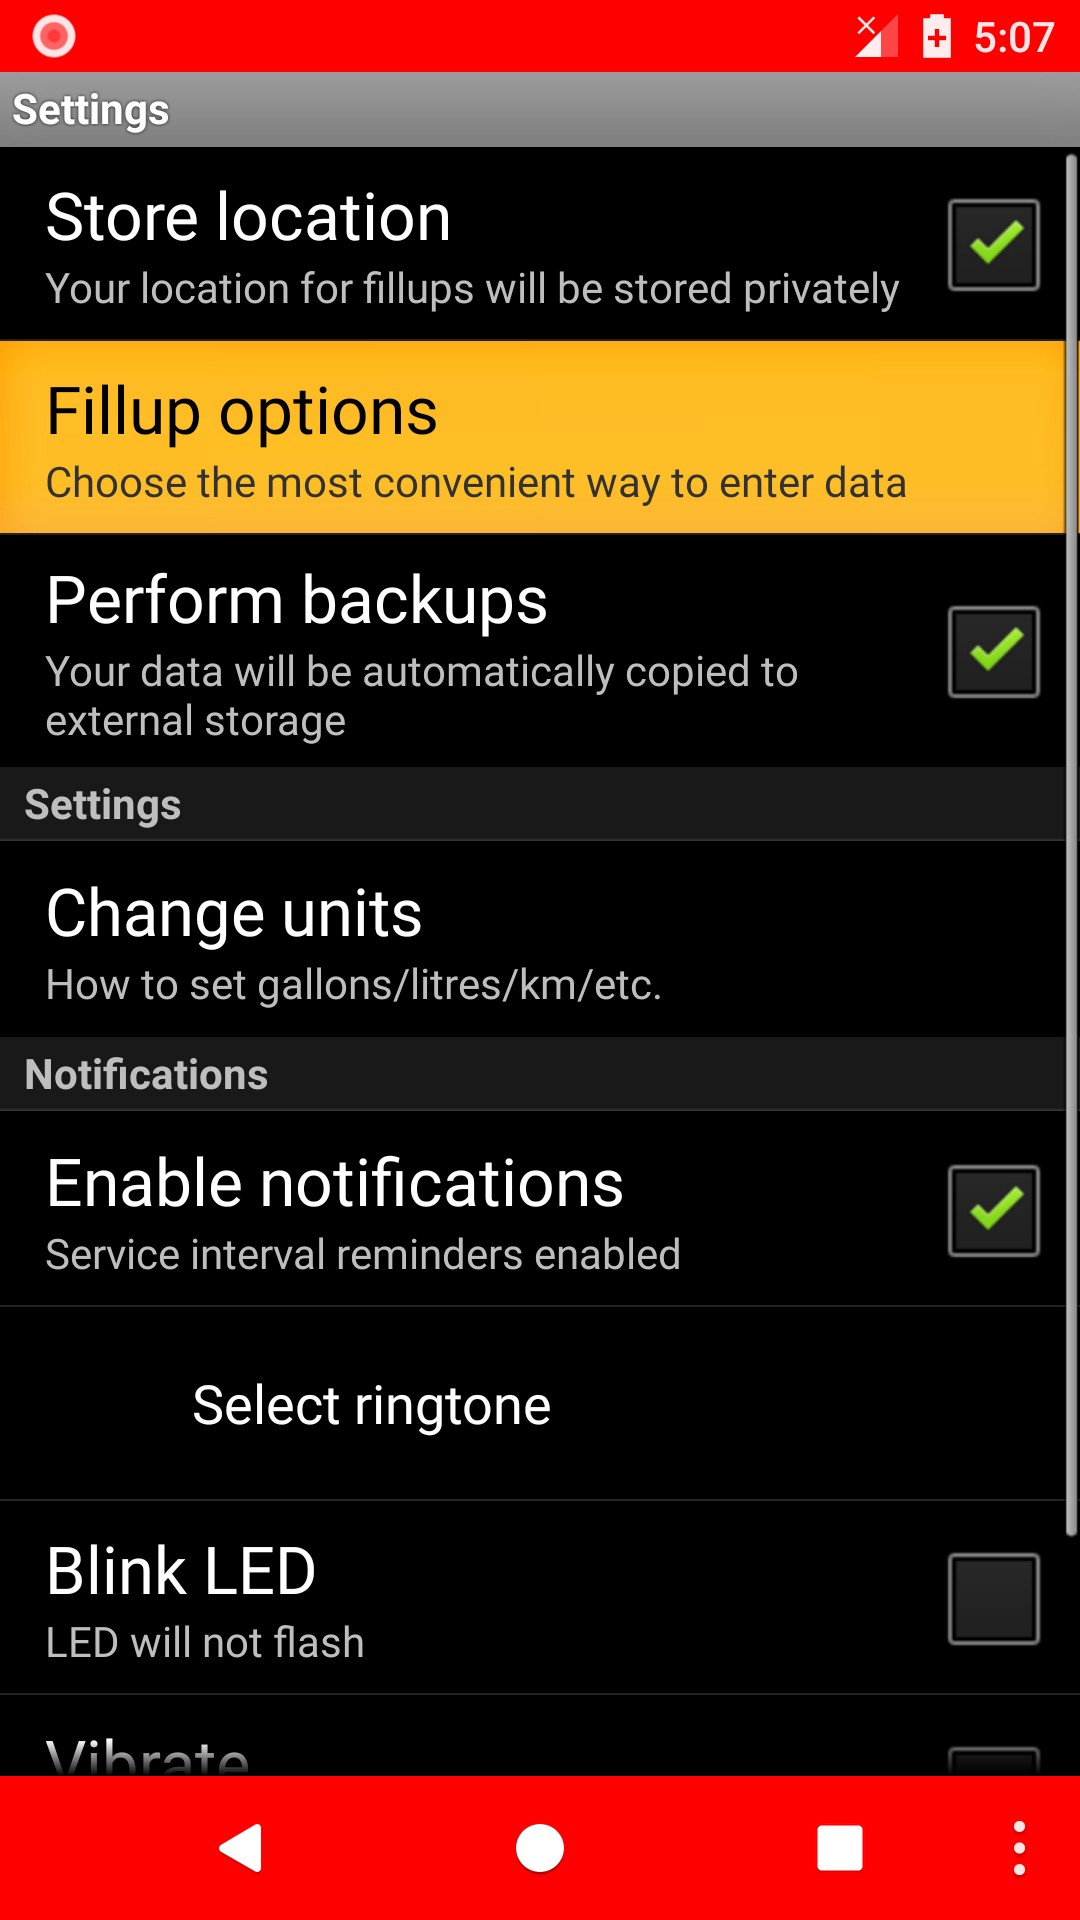 5:07
Settings
Store location
Your location for fillups will be stored privately
Fillup options
Choose the most convenient way to enter data
Perform backups
Your data will be automatically copied to
external storage
Settings
Change units
How to set gallons/litres/km/etc.
Notifications
Enable notifications
Service interval reminders enabled
Select ringtone
Blink LED
LED will not flash
Vibrate